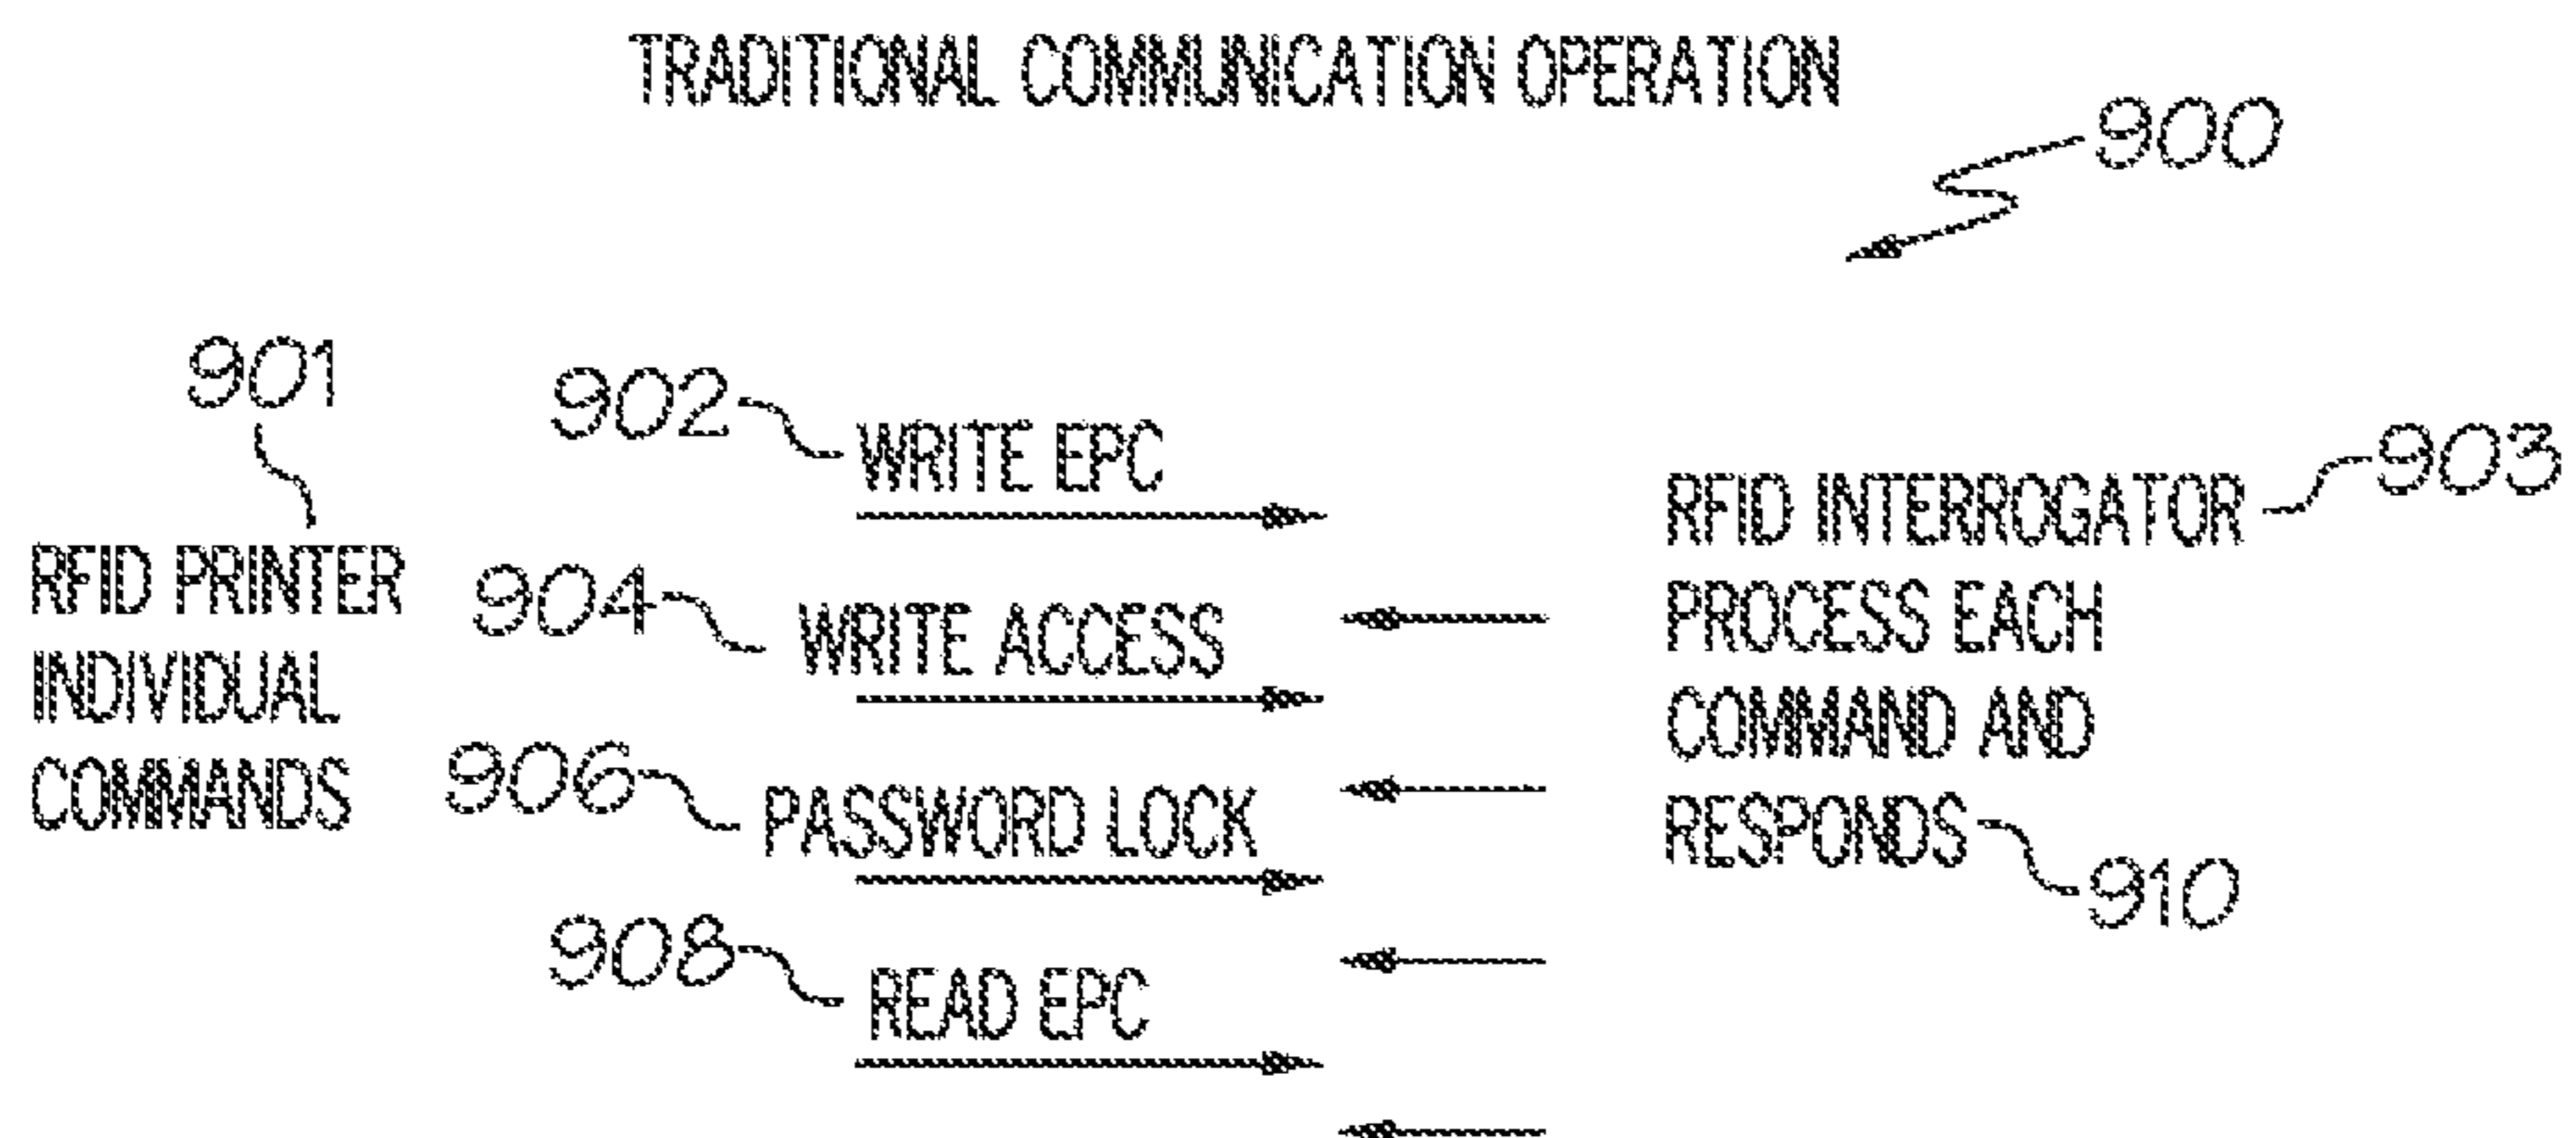 TRADITIONAL COMMUNICATION OPERATION
900
901
RFID PRINTER
INDIVIDUAL
COMMANDS
902
WRITE EPC
904
WRITE ACCESS
906
PASSWORD LOCK
908
READ EPC
903
RFID INTERROGATOR
PROCESS EACH
COMMAND AND
RESPONDS
910